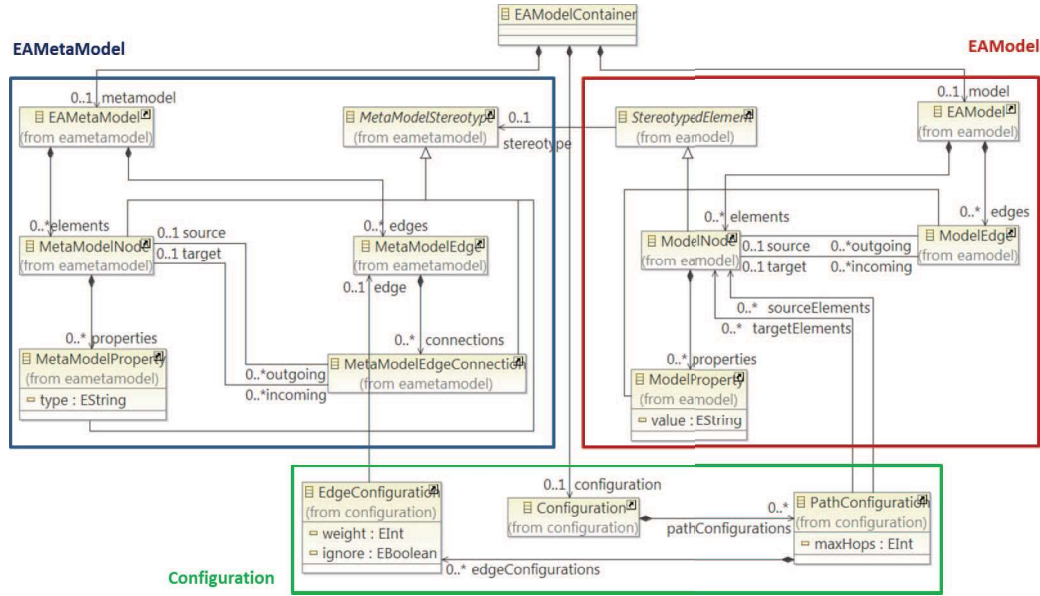 EAModelContainer
EAMetaModel
EAModel
0..1 metamodel
0..1 model
EAMetaModel
(from eametamodel)
MetaModelStereotype
(from eametamodel)
0..1
stereotype
StereotypedElement
(from eamodel)
EAModel
(from eamodel)
0..*elements
0..* edges
0..* elements
0..* edges
MetaModelNode
(from eametamodel)
0..1 source
0..1 target
MetaModelEdge
(from eametamodel)
0..1 edge
ModelNode
(from eamodel)
0..1 source
0..1 target
0..*outgoing
0..*incoming
ModelEdge
(from eamodel)
0..* sourceElements
0..* targetElements
0..* properties
0..* connections
0..*properties
MetaModelProperty
(from eametamodel)
type : EString
0..*outgoing
0..*incoming
MetaModelEdgeConnection
(from eametamodel)
ModelProperty
(from eamodel)
value : EString
EdgeConfiguration
(from configuration)
weight : EInt
ignore : EBoolean
0..1 configuration
Configuration
(from configuration)
0..*
pathConfigurations
PathConfiguration
(from configuration)
maxHops : EInt
0..* edgeConfigurations
Configuration